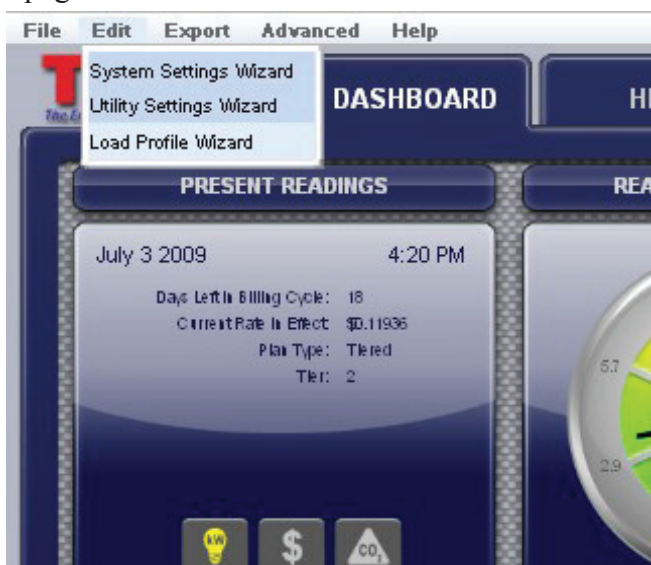 File Edit Export Advanced Help
System Settings Wizard
Utility Settings Wizard
Load Profile Wizard
DASHBOARD
PRESENT READINGS
July 3 2009 4:20 PM
Days Left In Billing Cycle: 18
Current Rate In Effect: $0.11936
Plan Type: Tiered
Tier: 2
5.7
2.9
kW $ CO₂